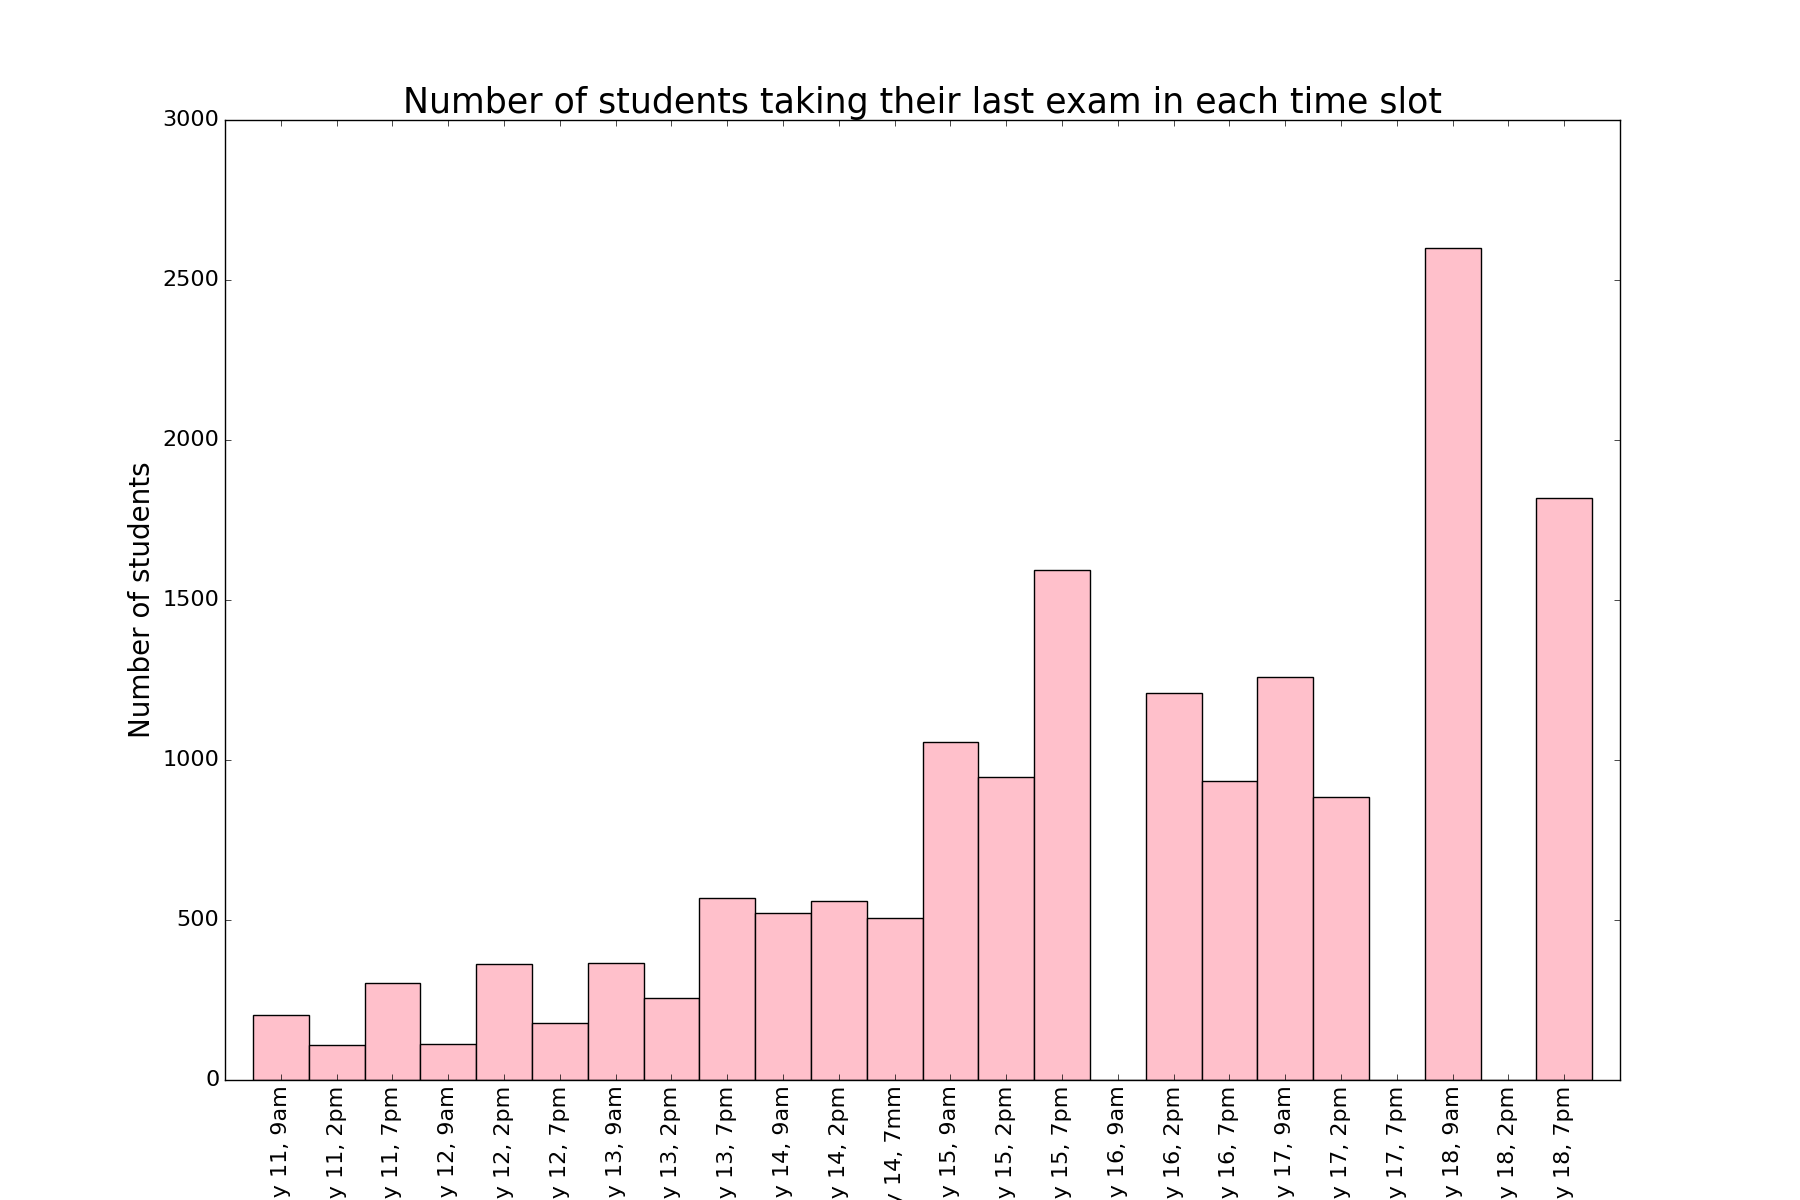 Number of students taking their last exam in each time slot
3000
2500
2000
1500
1000
500
0
Number of students
y 11, 9am
y 11, 2pm
y 11, 7pm
y 12, 9am
y 12, 2pm
y 12, 7pm
y 13, 9am
y 13, 2pm
y 13, 7pm
y 14, 9am
y 14, 2pm
y 14, 7mm
y 15, 9am
y 15, 2pm
y 15, 7pm
y 16, 9am
y 16, 2pm
y 16, 7pm
y 17, 9am
y 17, 2pm
y 17, 7pm
y 18, 9am
y 18, 2pm
y 18, 7pm